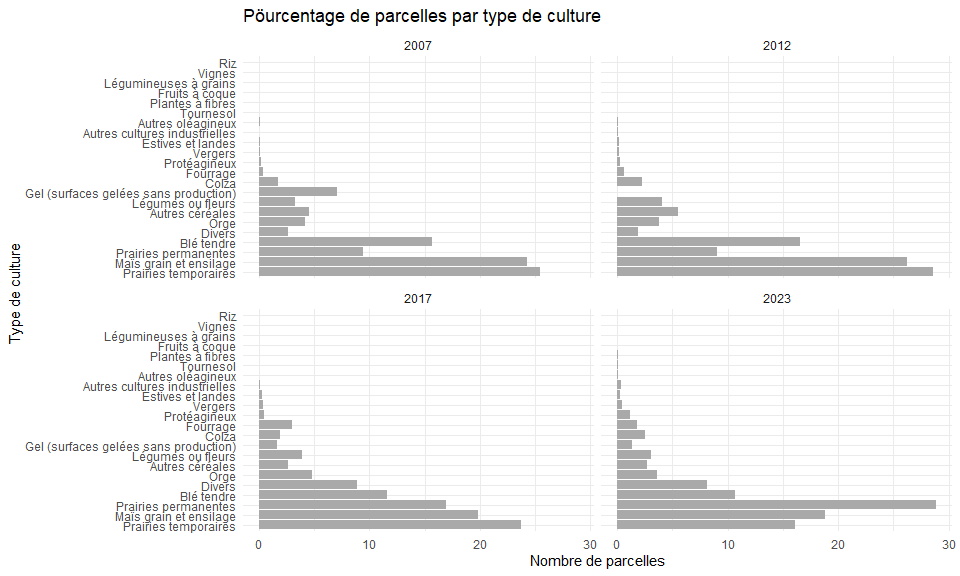 Pöurcentage de parcelles par type de culture
2007
2012
Riz
Vignes
Légumineuses à grains
Fruits à coque
Plantes à fibres
Tournesol
Autres oléagineux
Autres cultures industrielles
Estives et landes
Vergers
Protéagineux
Fourrage
Colza
Gel (surfaces gelées sans production)
Légumes ou fleurs
Autres céréales
Orge
Divers
Blé tendre
Prairies permanentes
Maïs grain et ensilage
Prairies temporaires
Type de culture
2017
2023
Riz
Vignes
Légumineuses à grains
Fruits à coque
Plantes à fibres
Tournesol
Autres oléagineux
Autres cultures industrielles
Estives et landes
Vergers
Protéagineux
Fourrage
Colza
Gel (surfaces gelées sans production)
Légumes ou fleurs
Autres céréales
Orge
Divers
Blé tendre
Prairies permanentes
Maïs grain et ensilage
Prairies temporaires
0 10 20 30 0 10 20 30
Nombre de parcelles